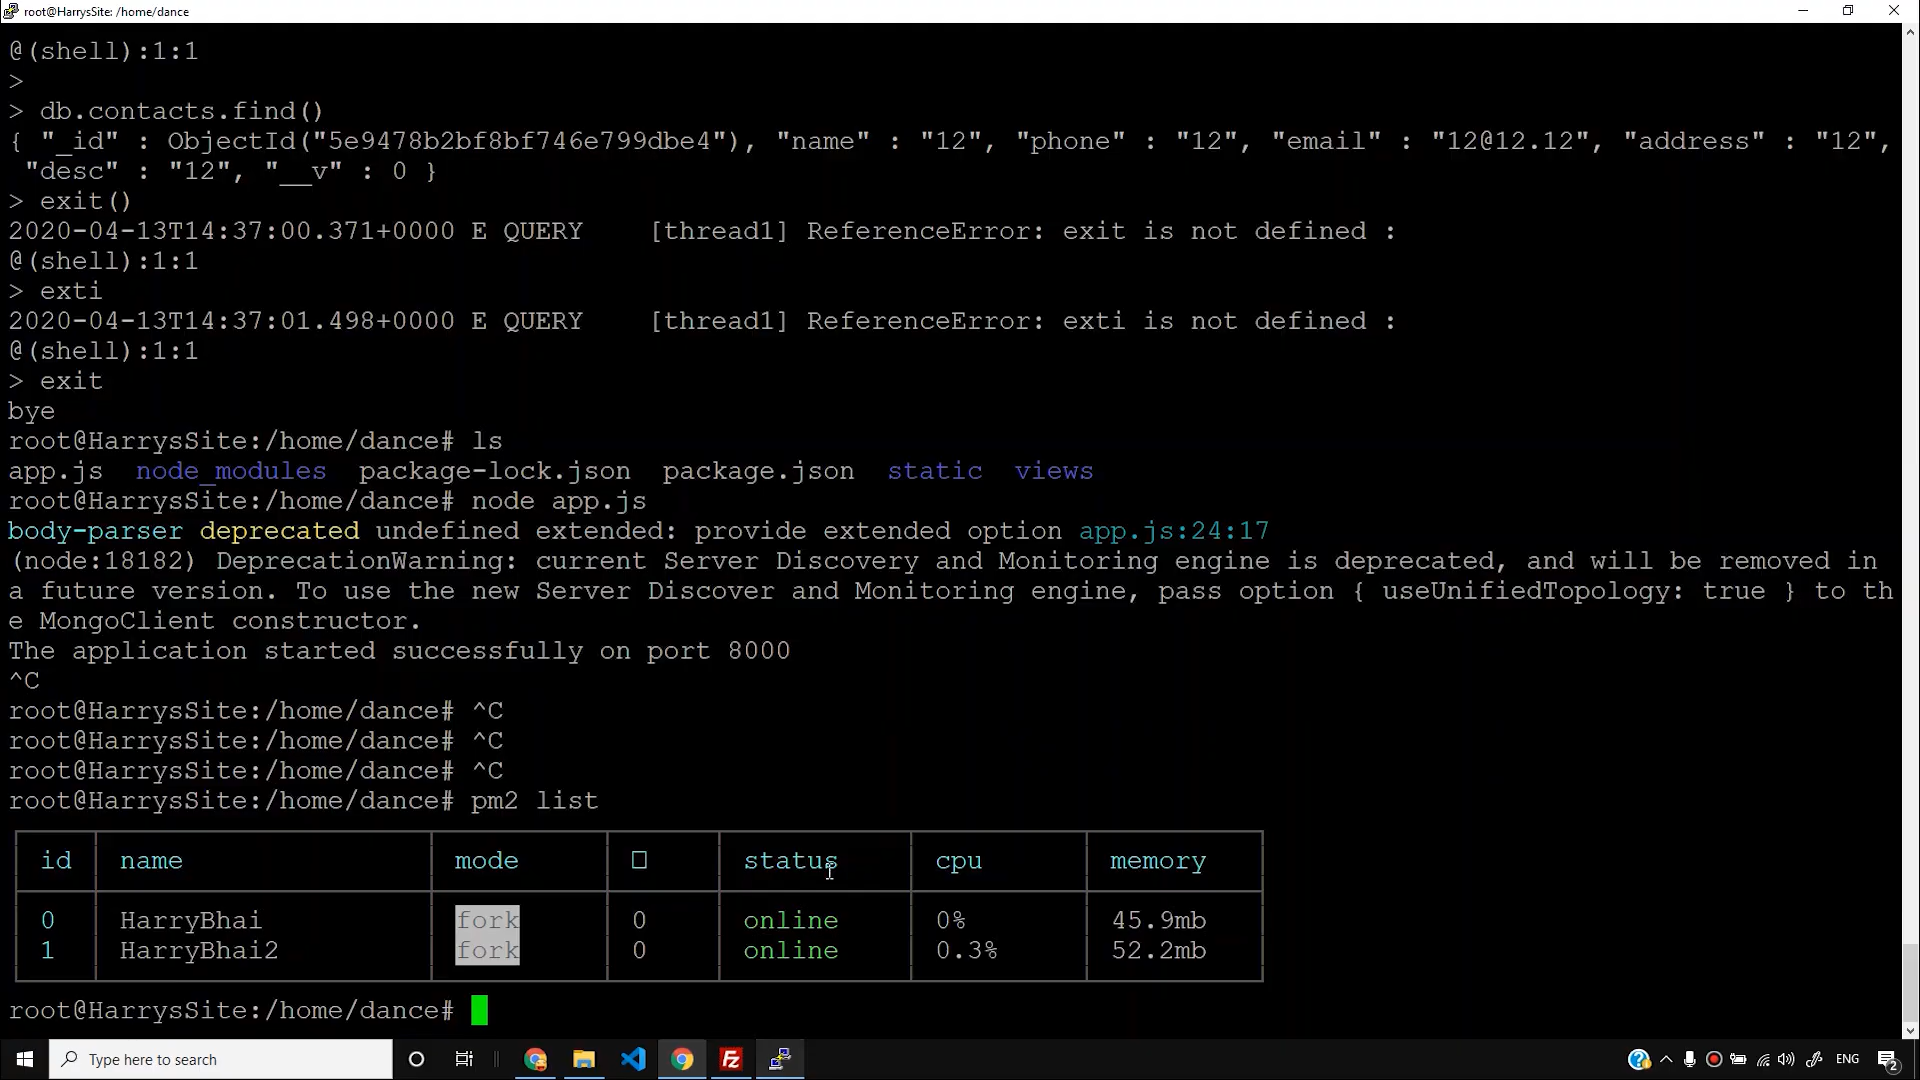 root@HarrysSite: /home/dance
@(shell):1:1
>
> db.contacts.find()
{ "_id" : ObjectId("5e9478b2bf8bf746e799dbe4"), "name" : "12", "phone" : "12", "email" : "12@12.12", "address" : "12",
"desc" : "12", "__v" : 0 }
> exit()
2020-04-13T14:37:00.371+0000 E QUERY    [thread1] ReferenceError: exit is not defined :
@(shell):1:1
> exti
2020-04-13T14:37:01.498+0000 E QUERY    [thread1] ReferenceError: exti is not defined :
@(shell):1:1
> exit
bye
root@HarrysSite:/home/dance# ls
app.js  node_modules  package-lock.json  package.json  static  views
root@HarrysSite:/home/dance# node app.js
body-parser deprecated undefined extended: provide extended option app.js:24:17
(node:18182) DeprecationWarning: current Server Discovery and Monitoring engine is deprecated, and will be removed in
a future version. To use the new Server Discover and Monitoring engine, pass option { useUnifiedTopology: true } to th
e MongoClient constructor.
The application started successfully on port 8000
^C
root@HarrysSite:/home/dance# ^C
root@HarrysSite:/home/dance# ^C
root@HarrysSite:/home/dance# ^C
root@HarrysSite:/home/dance# pm2 list
id name mode □ status cpu memory
0 HarryBhai fork 0 online 0% 45.9mb
1 HarryBhai2 fork 0 online 0.3% 52.2mb
root@HarrysSite:/home/dance#
Type here to search
ENG
2